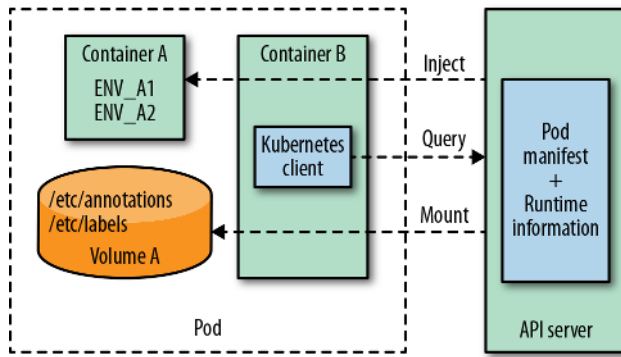 Container A
ENV_A1
ENV_A2
Container B
Kubernetes
client
/etc/annotations
/etc/labels
Volume A
Pod
Inject
Query
Mount
Pod
manifest
+
Runtime
information
API server